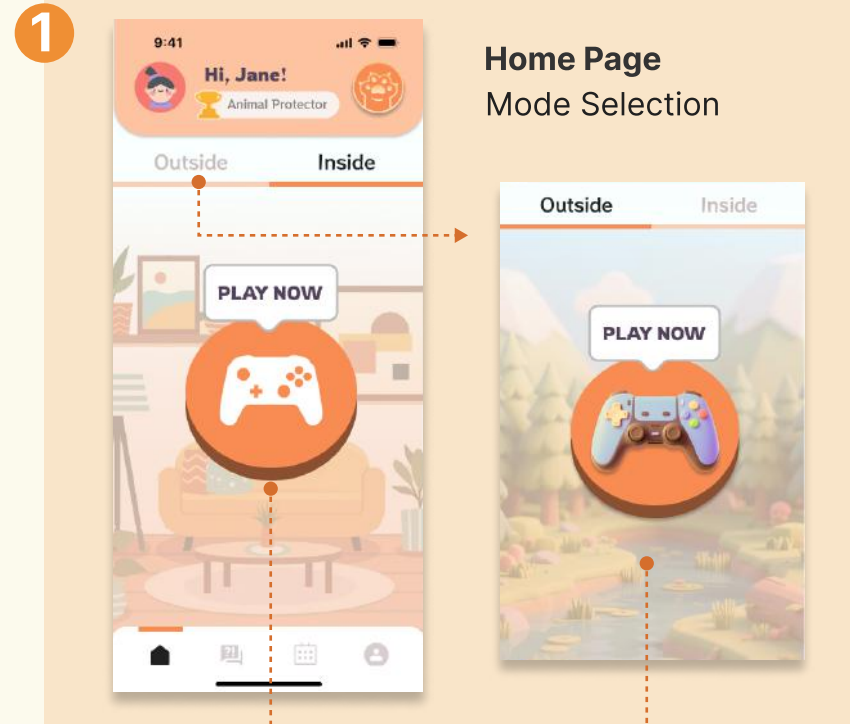 1
9:41
Hi, Jane!
Animal Protector
Outside
Inside
PLAY NOW
?!
Home Page
Mode Selection
Outside
Inside
PLAY NOW